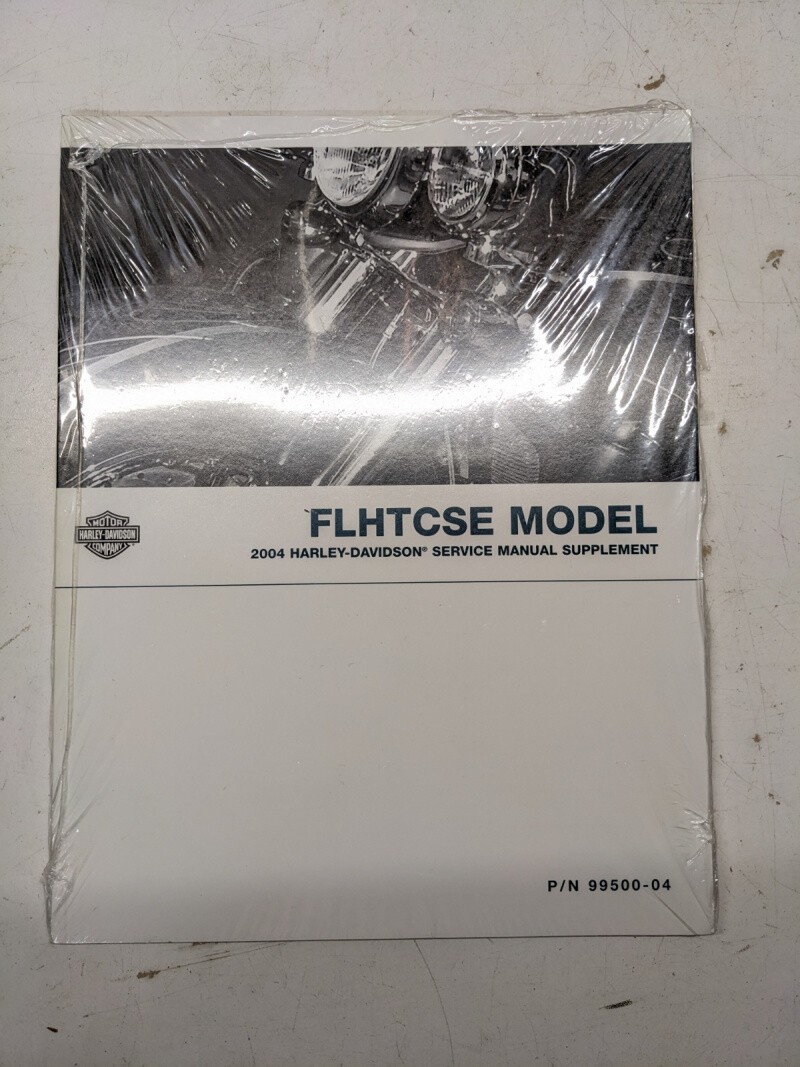 FLHTCSE MODEL
2004 HARLEY-DAVIDSON® SERVICE MANUAL SUPPLEMENT
MOTOR
HARLEY-DAVIDSON
COMPANY
P/N 99500-04